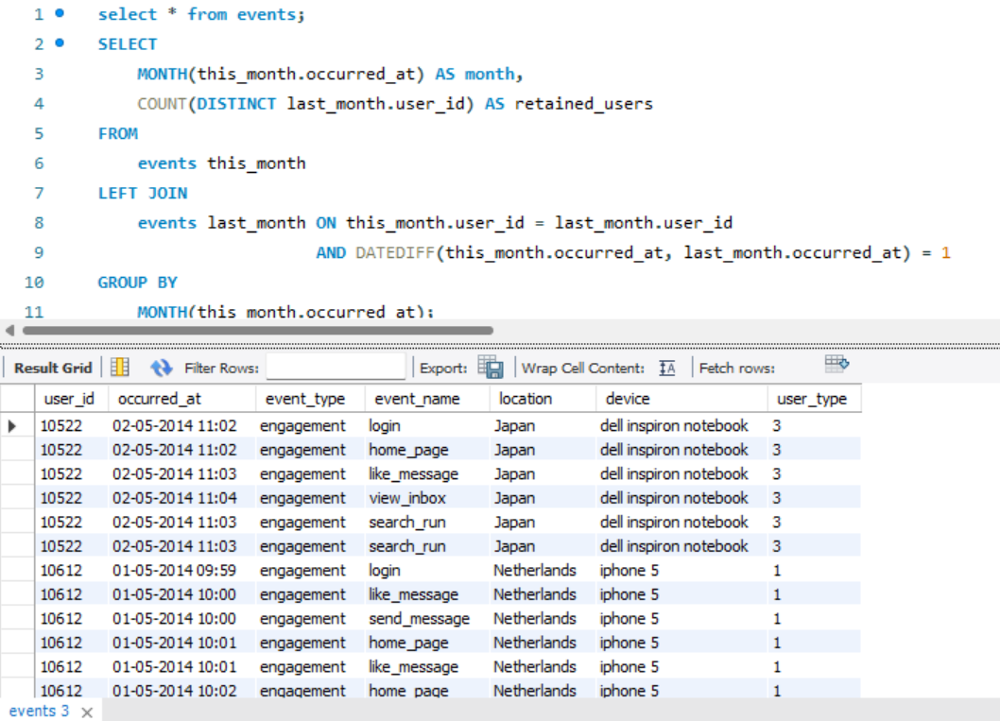 1 select * from events;
2 SELECT
3 MONTH(this_month.occurred_at) AS month,
4 COUNT(DISTINCT last_month.user_id) AS retained_users
5 FROM
6 events this_month
7 LEFT JOIN
8 events last_month ON this_month.user_id = last_month.user_id
9 AND DATEDIFF(this_month.occurred_at, last_month.occurred_at) = 1
10 GROUP BY
11 MONTH(this_month.occurred_at);
Result Grid Filter Rows: Export: Wrap Cell Content: IA Fetch rows:
user_id occurred_at event_type event_name location device user_type
10522 02-05-2014 11:02 engagement login Japan dell inspiron notebook 3
10522 02-05-2014 11:02 engagement home_page Japan dell inspiron notebook 3
10522 02-05-2014 11:03 engagement like_message Japan dell inspiron notebook 3
10522 02-05-2014 11:04 engagement view_inbox Japan dell inspiron notebook 3
10522 02-05-2014 11:03 engagement search_run Japan dell inspiron notebook 3
10522 02-05-2014 11:03 engagement search_run Japan dell inspiron notebook 3
10612 01-05-2014 09:59 engagement login Netherlands iphone 5 1
10612 01-05-2014 10:00 engagement like_message Netherlands iphone 5 1
10612 01-05-2014 10:00 engagement send_message Netherlands iphone 5 1
10612 01-05-2014 10:01 engagement home_page Netherlands iphone 5 1
10612 01-05-2014 10:01 engagement like_message Netherlands iphone 5 1
10612 01-05-2014 10:02 engagement home_page Netherlands iphone 5 1
events 3